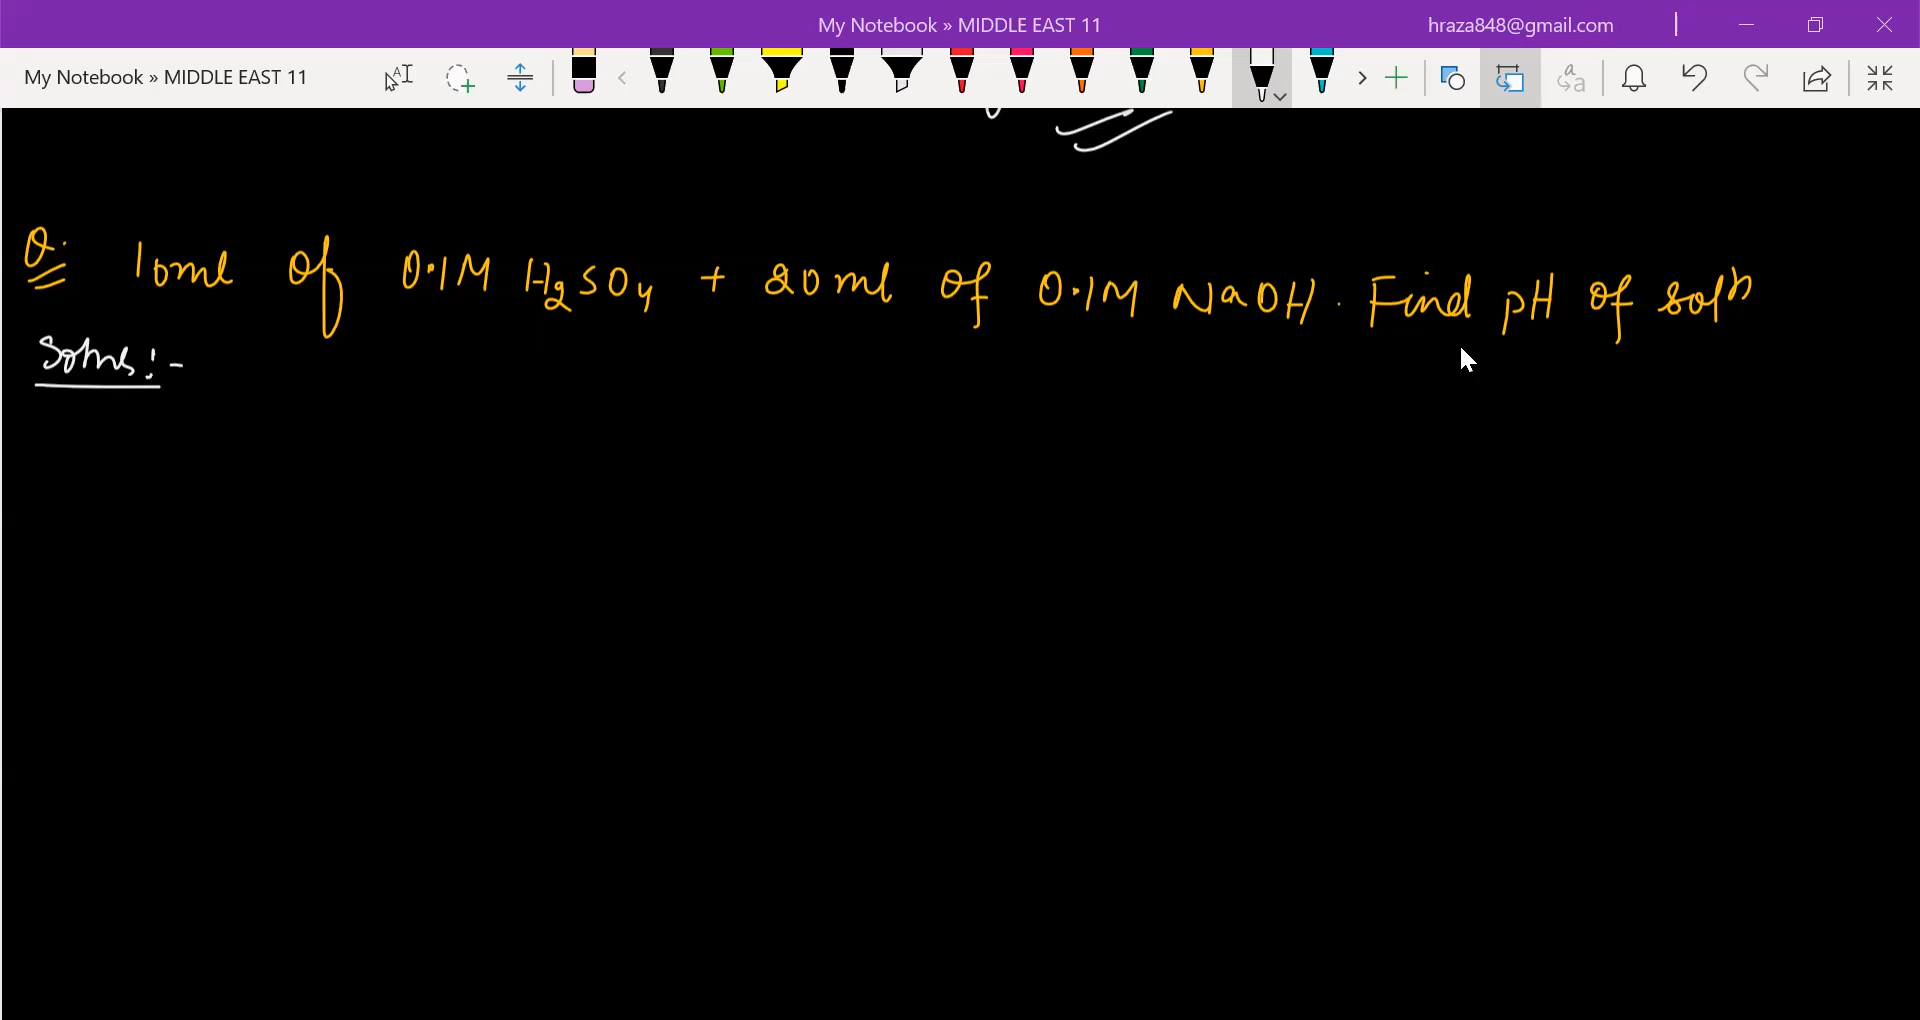 My Notebook » MIDDLE EAST 11
hraza848@gmail.com
My Notebook » MIDDLE EAST 11
Q. 10ml of 0.1M H2SO4 + 20ml of 0.1M NaOH. Find pH of solⁿ
Solns:-